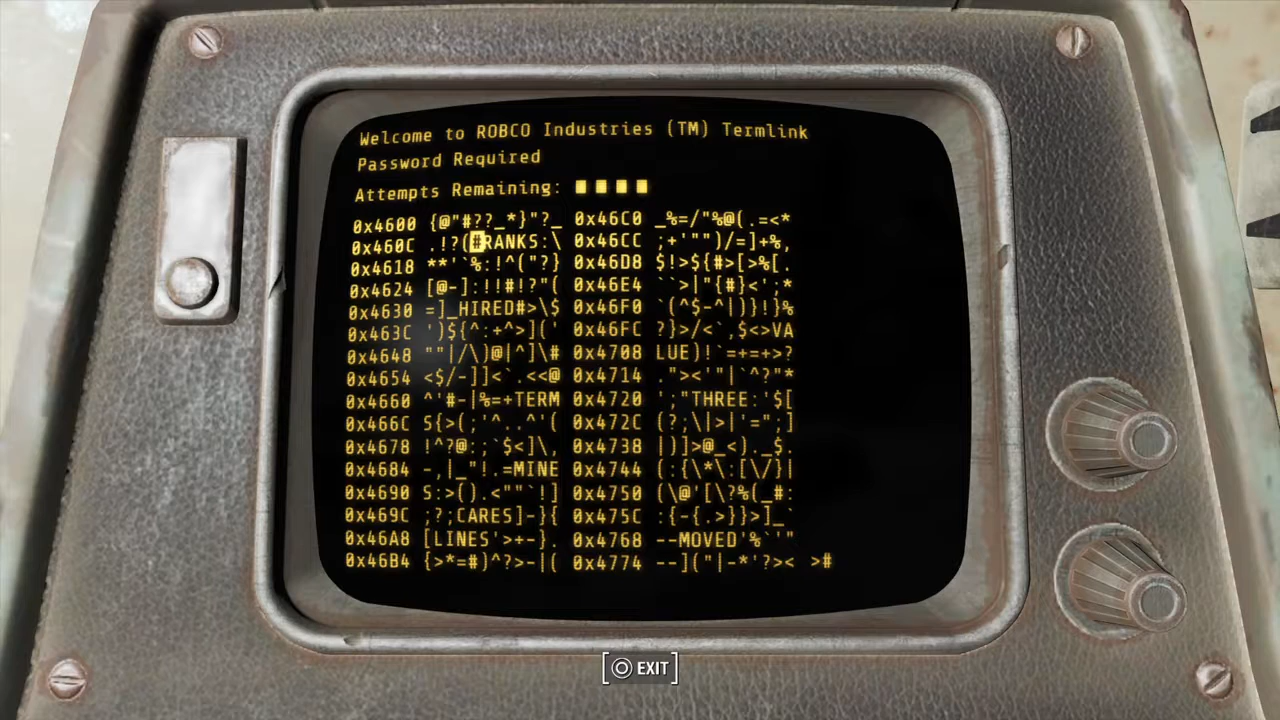 Welcome to ROBCO Industries (TM) Termlink
Password Required
Attempts Remaining: ■ ■ ■ ■
0x4600 {@"#??_*}"?_ 0x46C0 _%=/"%@(.=<*
0x460C .!?(#RANKS:\ 0x46CC ;+'"")/=]+%,
0x4618 **'`%:!^("?} 0x46D8 $!>${#>[>%[.
0x4624 [@-]:!!#!?"( 0x46E4 ``>|"{#}<';*
0x4630 =]_HIRED#>\$ 0x46F0 `(^$-^|)}!}%
0x463C ')${^:+^>](' 0x46FC ?}>/<`,$<>VA
0x4648 ""|/\)@|^]\# 0x4708 LUE)!`=+=+>?
0x4654 <$/-]]<`.<<@ 0x4714 ."><'"|`^?"*
0x4660 ^'#-|%=+TERM 0x4720 ';"THREE:'$[
0x466C S{>(;'^..^'( 0x472C (?;\|>|'=";]
0x4678 !^?@:;`$<]\, 0x4738 |)]>@_<)._$.
0x4684 -,|_"!.=MINE 0x4744 (:{\*\:[\/}|
0x4690 S:>().<""`!] 0x4750 (\@'[\?%(_#:
0x469C ;?;CARES]-}{ 0x475C :{-{.>}}>]_`
0x46A8 [LINES'>+-}. 0x4768 --MOVED'%`'"
0x46B4 {>*=#)^?>-|( 0x4774 --]("|-*'?>< >#
[◎ EXIT]